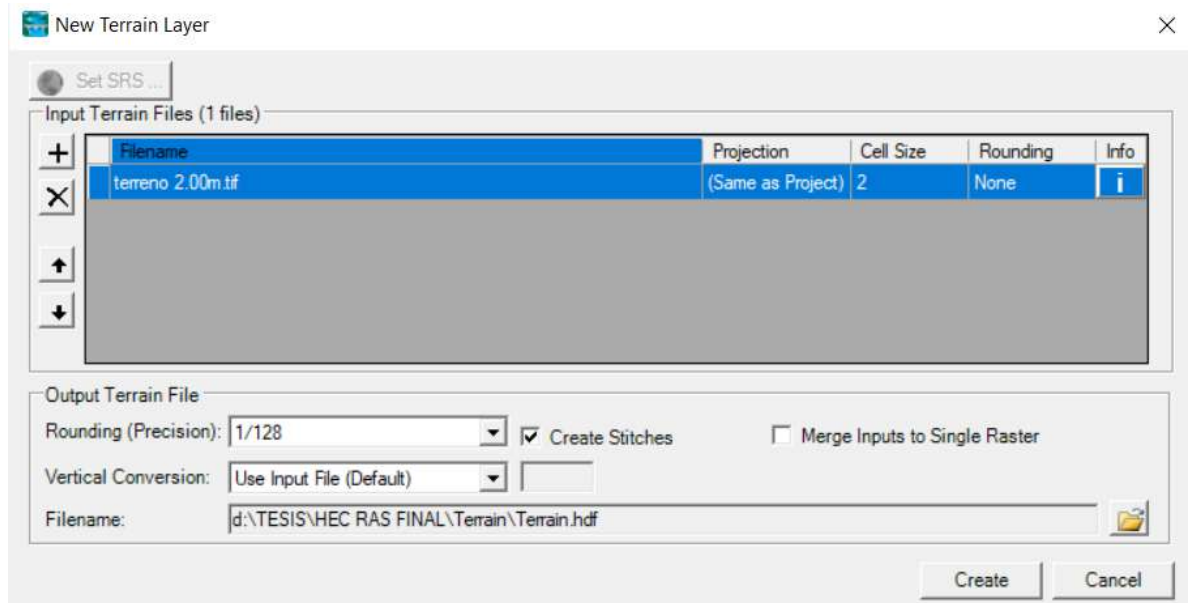 New Terrain Layer
Set SRS ...
Input Terrain Files (1 files)
Filename Projection Cell Size Rounding Info
terreno 2.00m.tif (Same as Project) 2 None i
Output Terrain File
Rounding (Precision): 1/128 Create Stitches Merge Inputs to Single Raster
Vertical Conversion: Use Input File (Default)
Filename: d:\TESIS\HEC RAS FINAL\Terrain\Terrain.hdf
Create Cancel